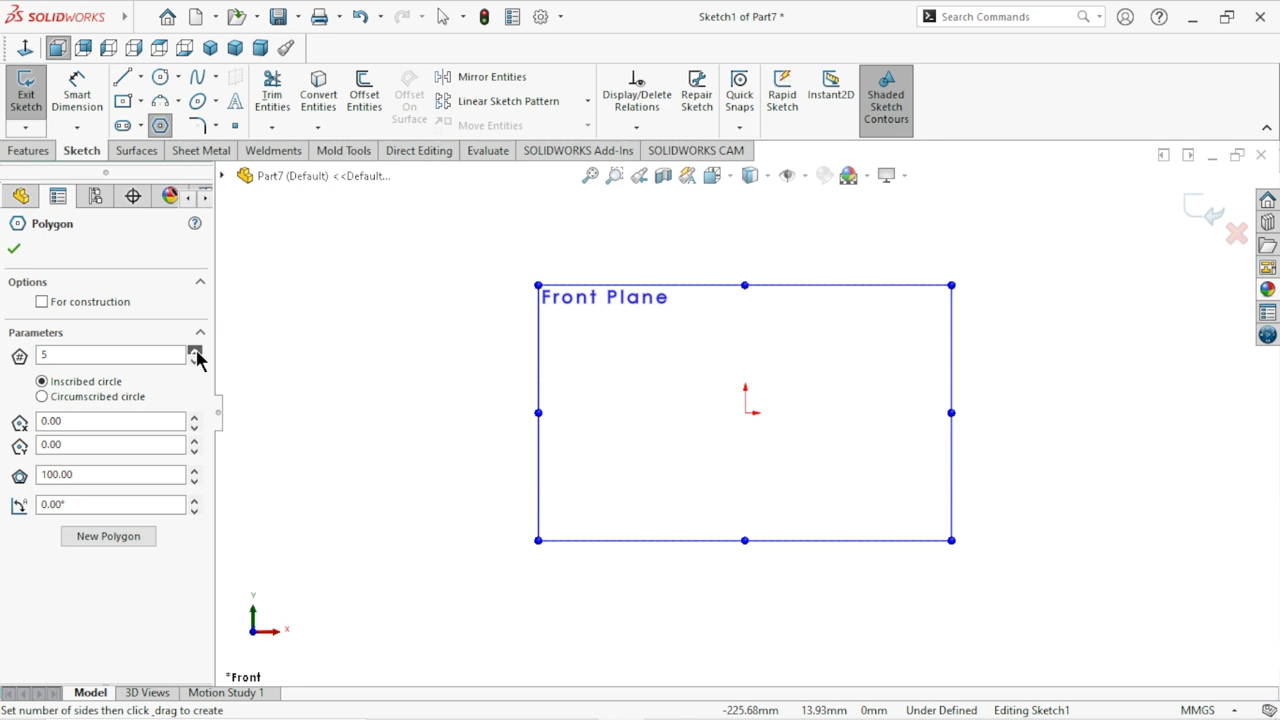 SOLIDWORKS
Sketch1 of Part7 *
Search Commands
Exit Sketch
Smart Dimension
Trim Entities
Convert Entities
Offset Entities
Offset On Surface
Mirror Entities
Linear Sketch Pattern
Move Entities
Display/Delete Relations
Repair Sketch
Quick Snaps
Rapid Sketch
Instant2D
Shaded Sketch Contours
Features
Sketch
Surfaces
Sheet Metal
Weldments
Mold Tools
Direct Editing
Evaluate
SOLIDWORKS Add-Ins
SOLIDWORKS CAM
Part7 (Default) <<Default...
Polygon
Options
For construction
Parameters
5
Inscribed circle
Circumscribed circle
0.00
0.00
100.00
0.00°
New Polygon
Front Plane
Y
X
*Front
Model
3D Views
Motion Study 1
Set number of sides then click ,drag to create
-225.68mm
13.93mm
0mm
Under Defined
Editing Sketch1
MMGS